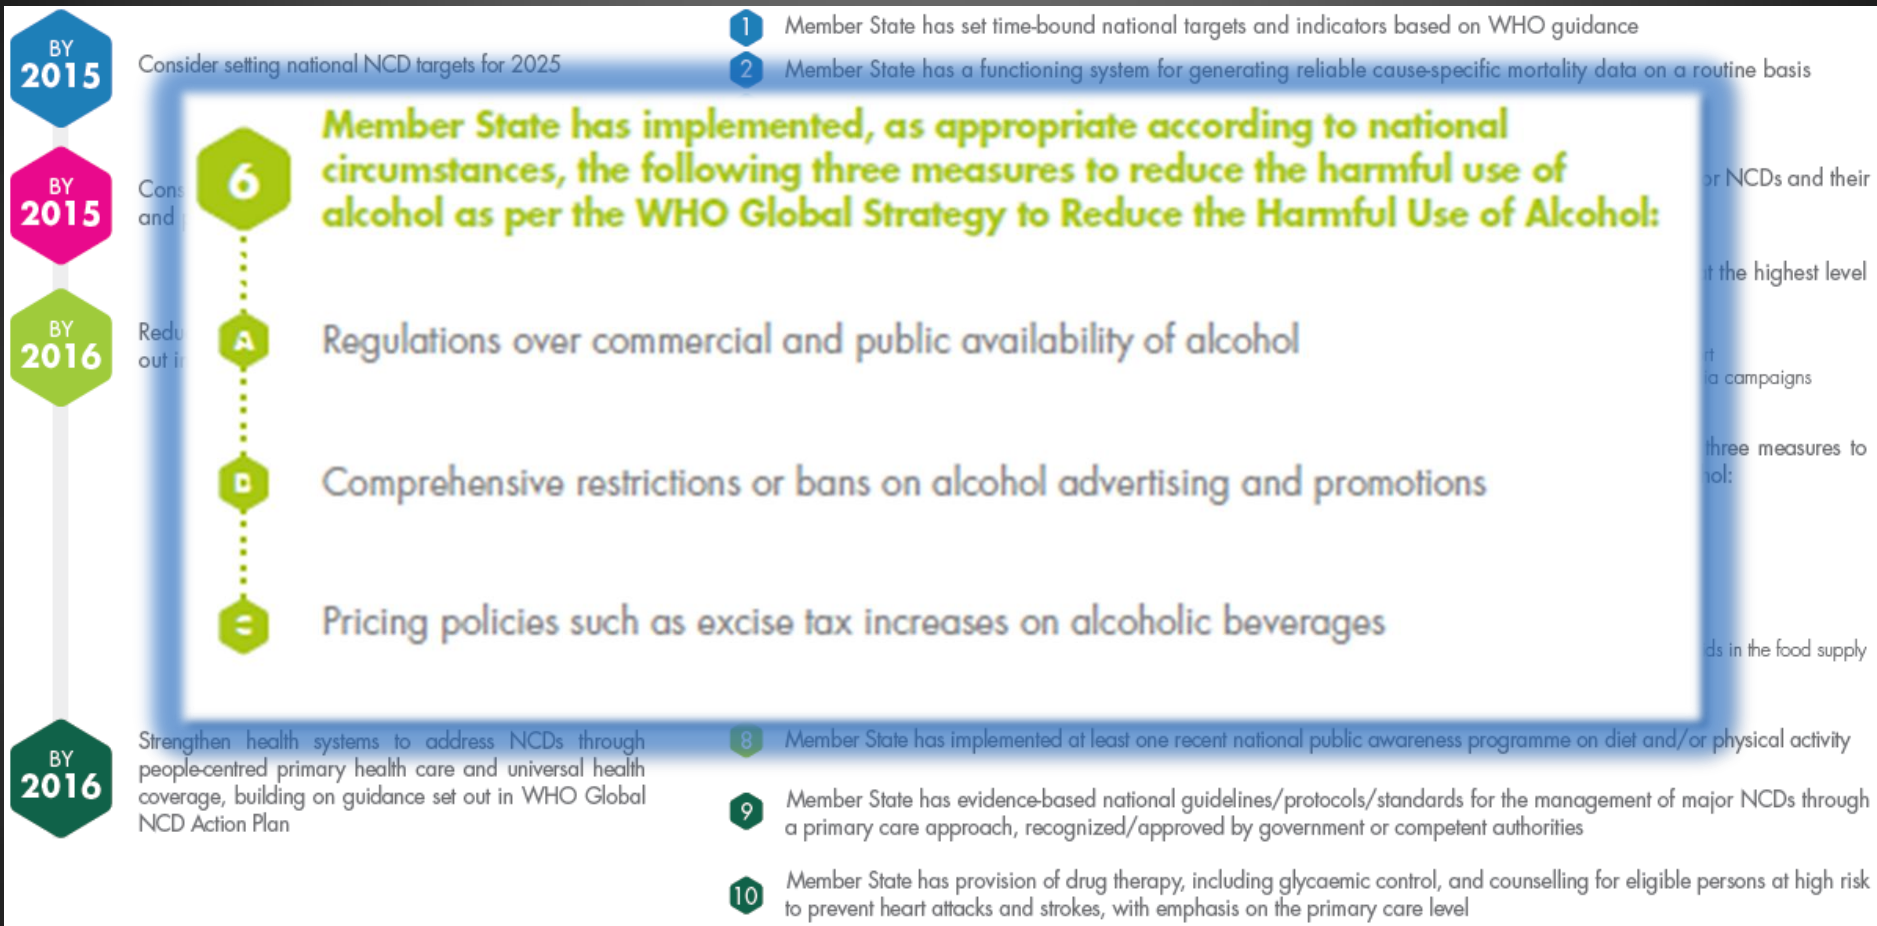 BY
2015
Consider setting national NCD targets for 2025
1
Member State has set time-bound national targets and indicators based on WHO guidance
2
Member State has a functioning system for generating reliable cause-specific mortality data on a routine basis
BY
2015
and
NCDs and their
the highest level
BY
2016
out
campaigns
three measures to
6
Member State has implemented, as appropriate according to national
circumstances, the following three measures to reduce the harmful use of
alcohol as per the WHO Global Strategy to Reduce the Harmful Use of Alcohol:
A
Regulations over commercial and public availability of alcohol
Comprehensive restrictions or bans on alcohol advertising and promotions
Pricing policies such as excise tax increases on alcoholic beverages
in the food supply
BY
2016
Strengthen health systems to address NCDs through
people-centred primary health care and universal health
coverage, building on guidance set out in WHO Global
NCD Action Plan
8
Member State has implemented at least one recent national public awareness programme on diet and/or physical activity
9
Member State has evidence-based national guidelines/protocols/standards for the management of major NCDs through
a primary care approach, recognized/approved by government or competent authorities
10
Member State has provision of drug therapy, including glycaemic control, and counselling for eligible persons at high risk
to prevent heart attacks and strokes, with emphasis on the primary care level